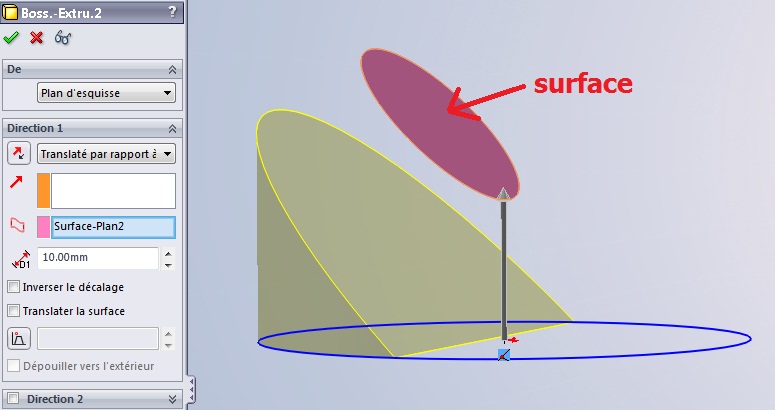 Boss.-Extru.2 ?
De
Plan d'esquisse
Direction 1
Translaté par rapport à
Surface-Plan2
D1
10.00mm
Inverser le décalage
Translater la surface
Dépouiller vers l'extérieur
Direction 2
surface